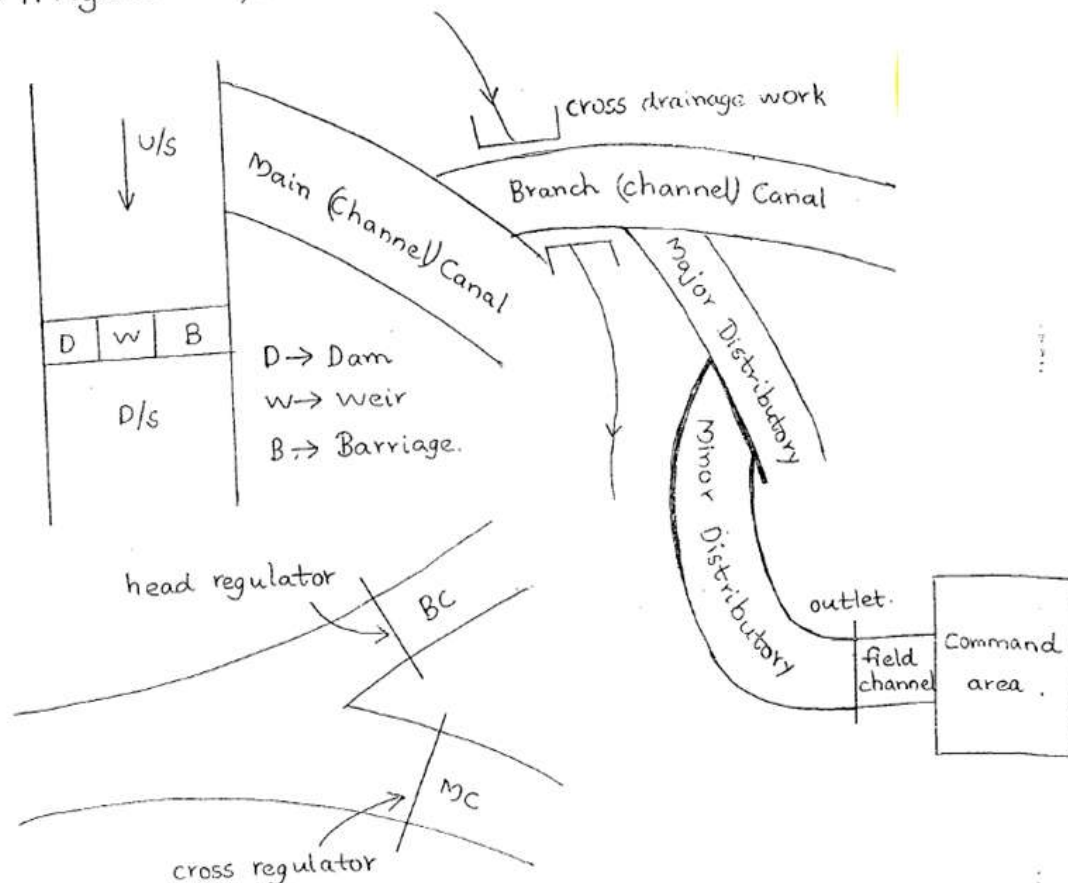 U/S
D W B
D/S
D → Dam
W → Weir
B → Barriage.
Main (Channel) Canal
cross drainage work
Branch (channel) Canal
Major Distributory
Minor Distributory
outlet.
field
channel
Command
area.
head regulator
BC
MC
cross regulator